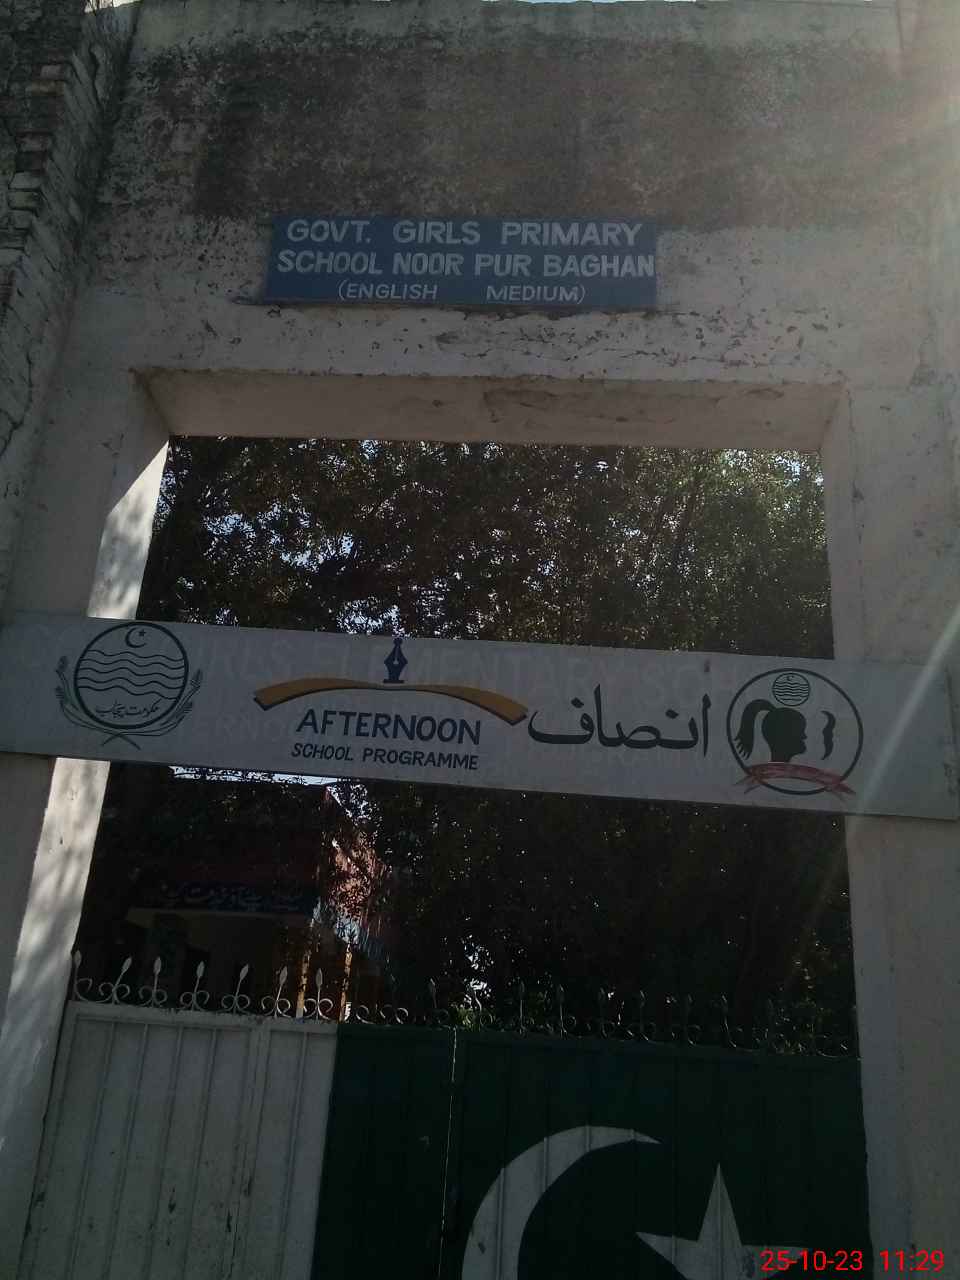 GOVT. GIRLS PRIMARY
SCHOOL NOOR PUR BAGHAN
(ENGLISH MEDIUM)
حکومت پنجاب
AFTERNOON
SCHOOL PROGRAMME
انصاف
25-10-23 11:29